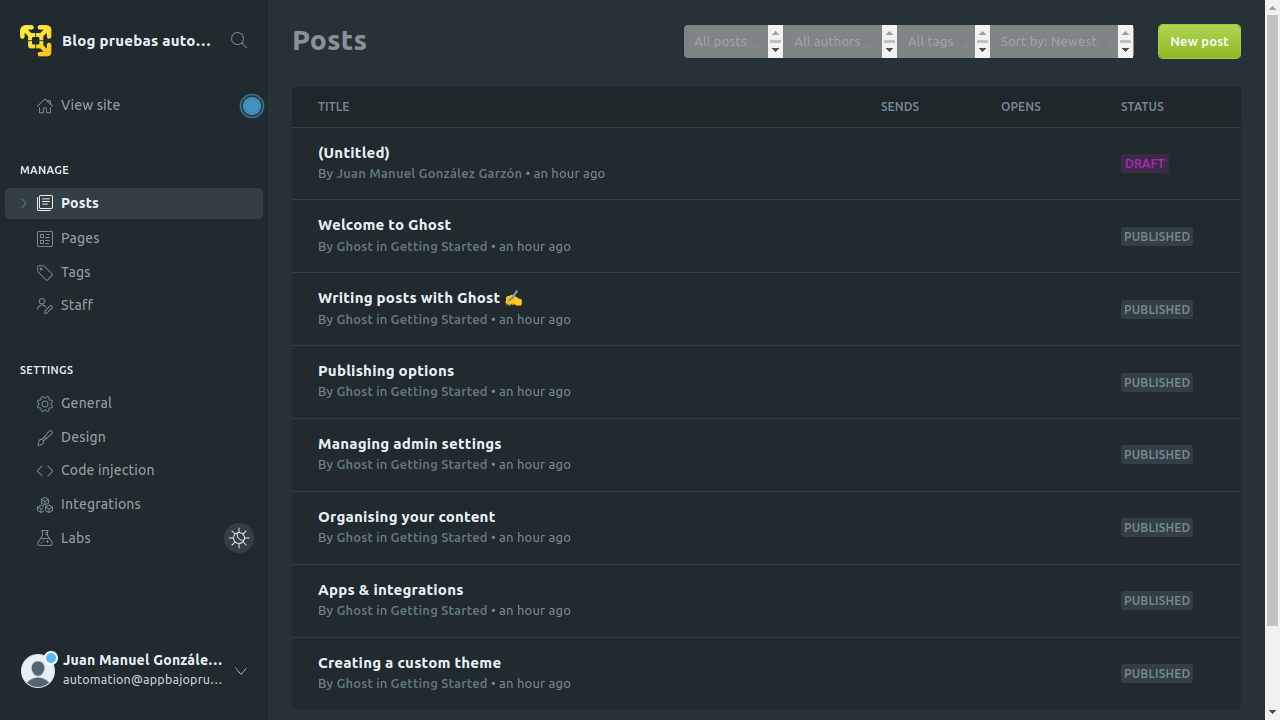 Blog pruebas auto...
View site
MANAGE
Posts
Pages
Tags
Staff
SETTINGS
General
Design
Code injection
Integrations
Labs
Juan Manuel Gonzále...
automation@appbajopru...
Posts
All posts
All authors
All tags
Sort by: Newest
New post
TITLE SENDS OPENS STATUS
(Untitled)
By Juan Manuel González Garzón • an hour ago
DRAFT
Welcome to Ghost
By Ghost in Getting Started • an hour ago
PUBLISHED
Writing posts with Ghost ✍️
By Ghost in Getting Started • an hour ago
PUBLISHED
Publishing options
By Ghost in Getting Started • an hour ago
PUBLISHED
Managing admin settings
By Ghost in Getting Started • an hour ago
PUBLISHED
Organising your content
By Ghost in Getting Started • an hour ago
PUBLISHED
Apps & integrations
By Ghost in Getting Started • an hour ago
PUBLISHED
Creating a custom theme
By Ghost in Getting Started • an hour ago
PUBLISHED